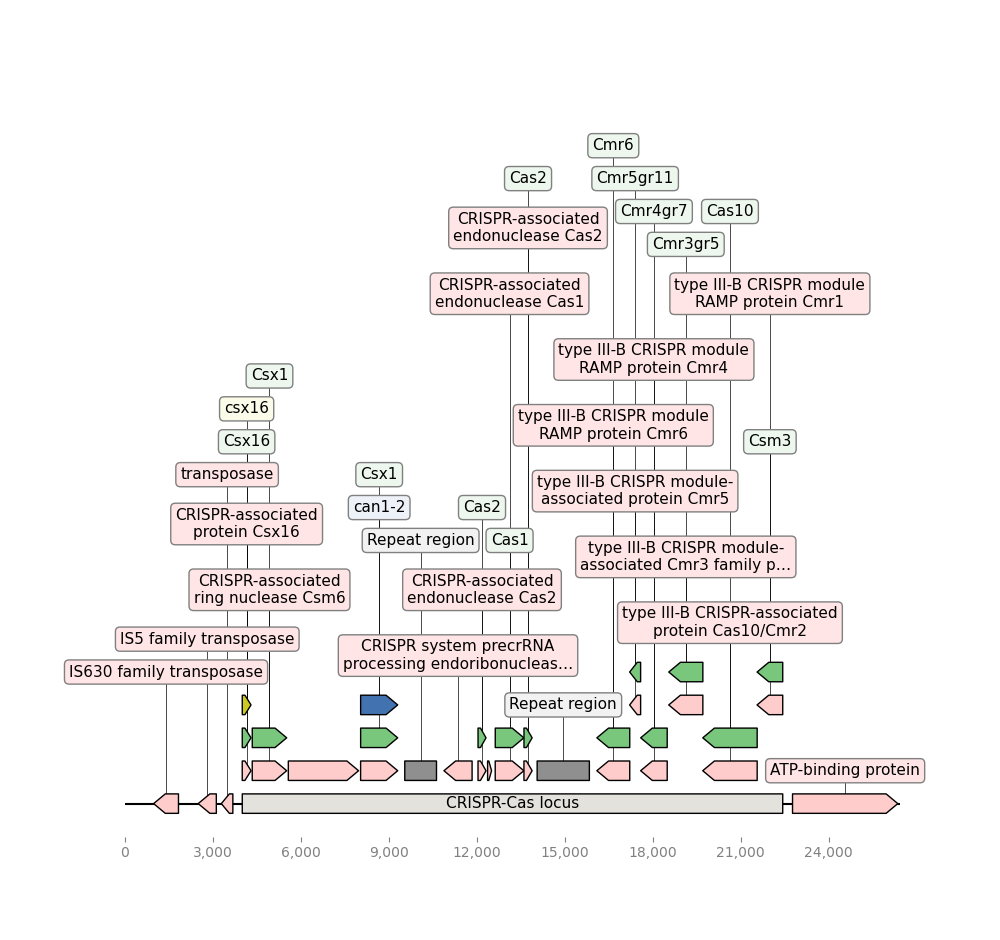 Cmr6
Cas2
Cmr5gr11
CRISPR-associated
endonuclease Cas2
Cmr4gr7
Cas10
Cmr3gr5
CRISPR-associated
endonuclease Cas1
type III-B CRISPR module
RAMP protein Cmr1
type III-B CRISPR module
RAMP protein Cmr4
Csx1
csx16
type III-B CRISPR module
RAMP protein Cmr6
Csx16
Csm3
transposase
Csx1
type III-B CRISPR module-
associated protein Cmr5
can1-2
Cas2
CRISPR-associated
protein Csx16
Repeat region
Cas1
type III-B CRISPR module-
associated Cmr3 family p...
CRISPR-associated
ring nuclease Csm6
CRISPR-associated
endonuclease Cas2
type III-B CRISPR-associated
protein Cas10/Cmr2
IS5 family transposase
CRISPR system precrRNA
processing endoribonucleas...
IS630 family transposase
Repeat region
ATP-binding protein
CRISPR-Cas locus
0 3,000 6,000 9,000 12,000 15,000 18,000 21,000 24,000